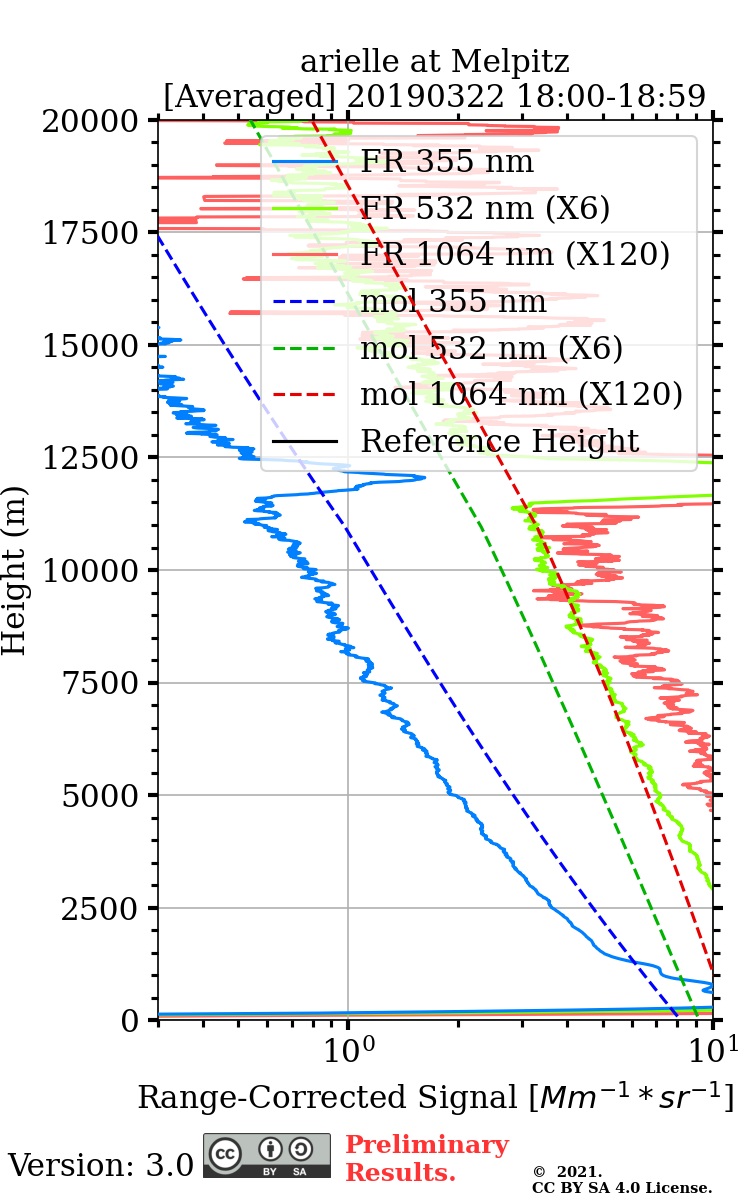 arielle at Melpitz
[Averaged] 20190322 18:00-18:59
20000
17500
15000
12500
10000
7500
5000
2500
0
Height (m)
FR 355 nm
FR 532 nm (X6)
FR 1064 nm (X120)
mol 355 nm
mol 532 nm (X6)
mol 1064 nm (X120)
Reference Height
10⁰ 10¹
Range-Corrected Signal [Mm⁻¹*sr⁻¹]
Version: 3.0
cc BY SA
Preliminary
Results.
© 2021.
CC BY SA 4.0 License.